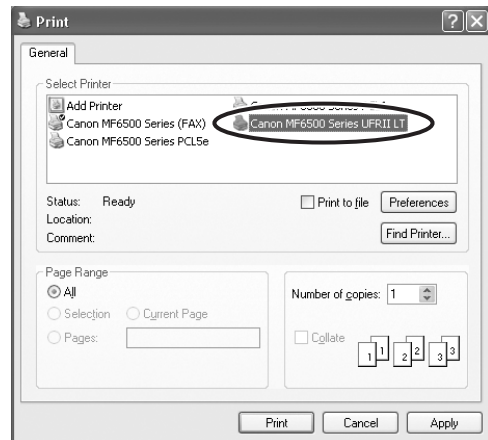 Print
General
Select Printer
Add Printer
Canon MF6500 Series (FAX)
Canon MF6500 Series PCL5e
Canon MF6500 Series UFRII LT
Status: Ready
Location:
Comment:
Print to file
Preferences
Find Printer...
Page Range
All
Selection Current Page
Pages:
Number of copies: 1
Collate
1 1 2 2 3 3
Print Cancel Apply